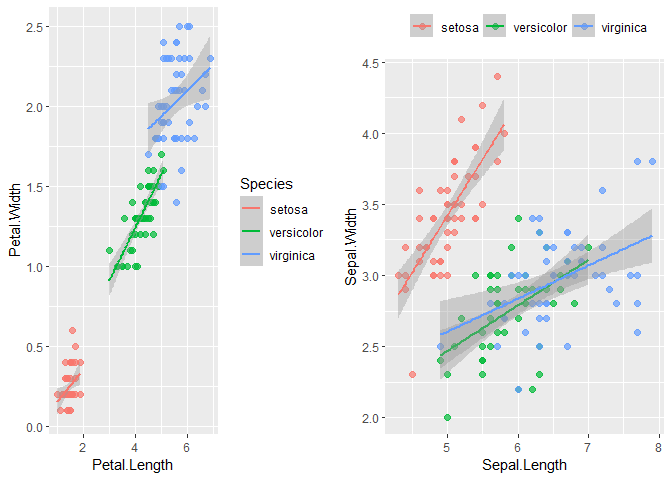 setosa versicolor virginica
Petal.Width
2.5
2.0
1.5
1.0
0.5
0.0
2 4 6
Petal.Length
Species
setosa
versicolor
virginica
Sepal.Width
4.5
4.0
3.5
3.0
2.5
2.0
5 6 7 8
Sepal.Length